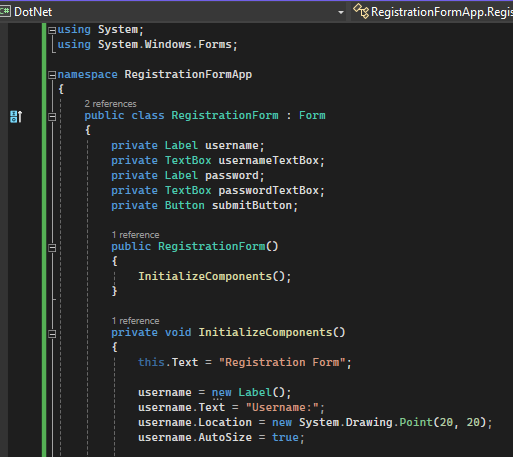 C# DotNet RegistrationFormApp.Regis
using System;
using System.Windows.Forms;
namespace RegistrationFormApp
{
2 references
public class RegistrationForm : Form
{
private Label username;
private TextBox usernameTextBox;
private Label password;
private TextBox passwordTextBox;
private Button submitButton;
1 reference
public RegistrationForm()
{
InitializeComponents();
}
1 reference
private void InitializeComponents()
{
this.Text = "Registration Form";
username = new Label();
username.Text = "Username:";
username.Location = new System.Drawing.Point(20, 20);
username.AutoSize = true;